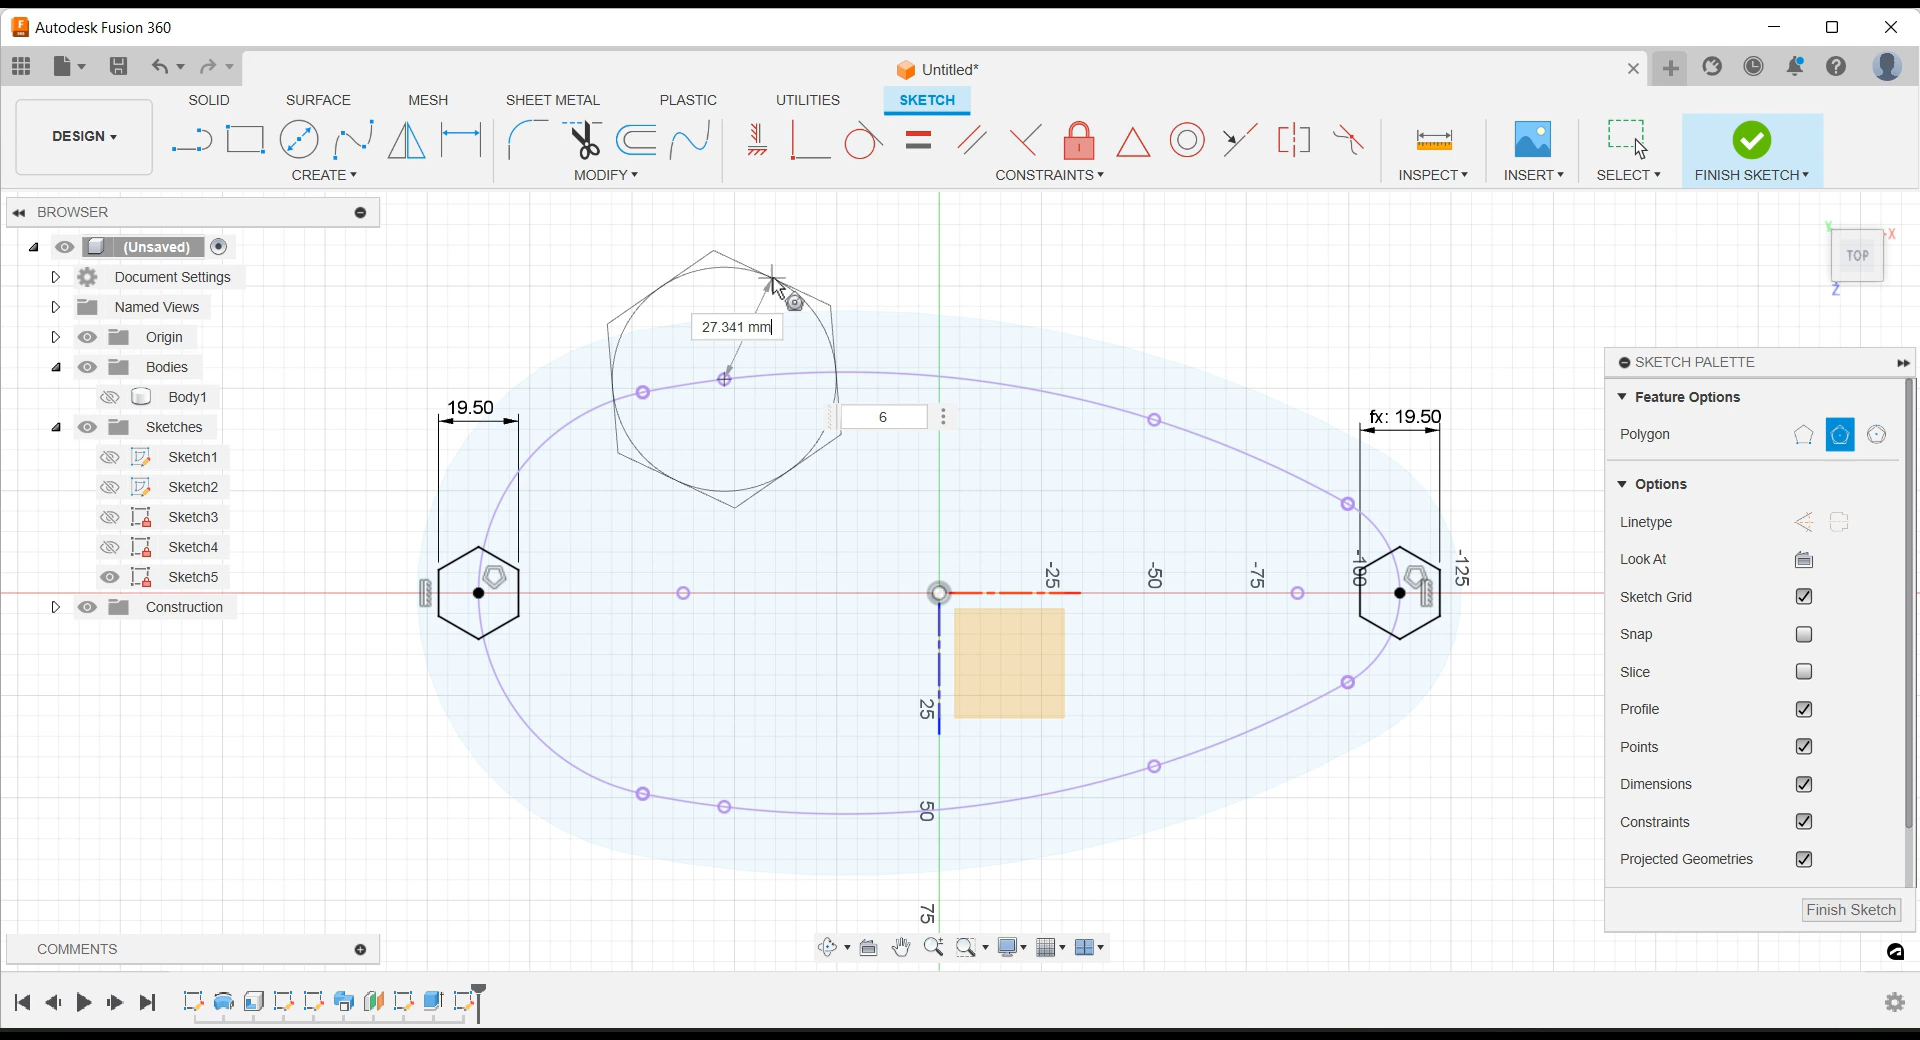 Autodesk Fusion 360
Untitled*
SOLID SURFACE MESH SHEET METAL PLASTIC UTILITIES SKETCH
DESIGN
CREATE MODIFY CONSTRAINTS INSPECT INSERT SELECT FINISH SKETCH
BROWSER
(Unsaved)
Document Settings
Named Views
Origin
Bodies
Body1
Sketches
Sketch1
Sketch2
Sketch3
Sketch4
Sketch5
Construction
27.341 mm
6
19.50
fx: 19.50
-25
-50
-75
-100
-125
25
50
75
TOP
X
Y
Z
SKETCH PALETTE
Feature Options
Polygon
Options
Linetype
Look At
Sketch Grid
Snap
Slice
Profile
Points
Dimensions
Constraints
Projected Geometries
Finish Sketch
COMMENTS